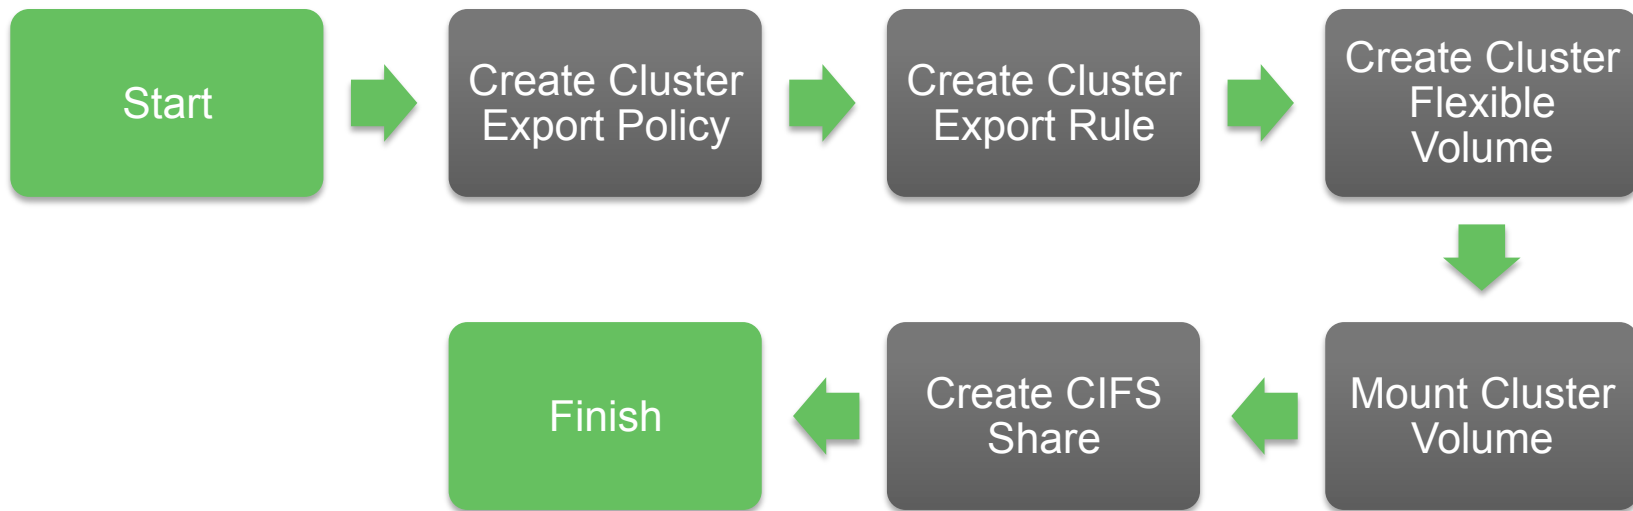 Start
Create Cluster
Export Policy
Create Cluster
Export Rule
Create Cluster
Flexible
Volume
Mount Cluster
Volume
Create CIFS
Share
Finish